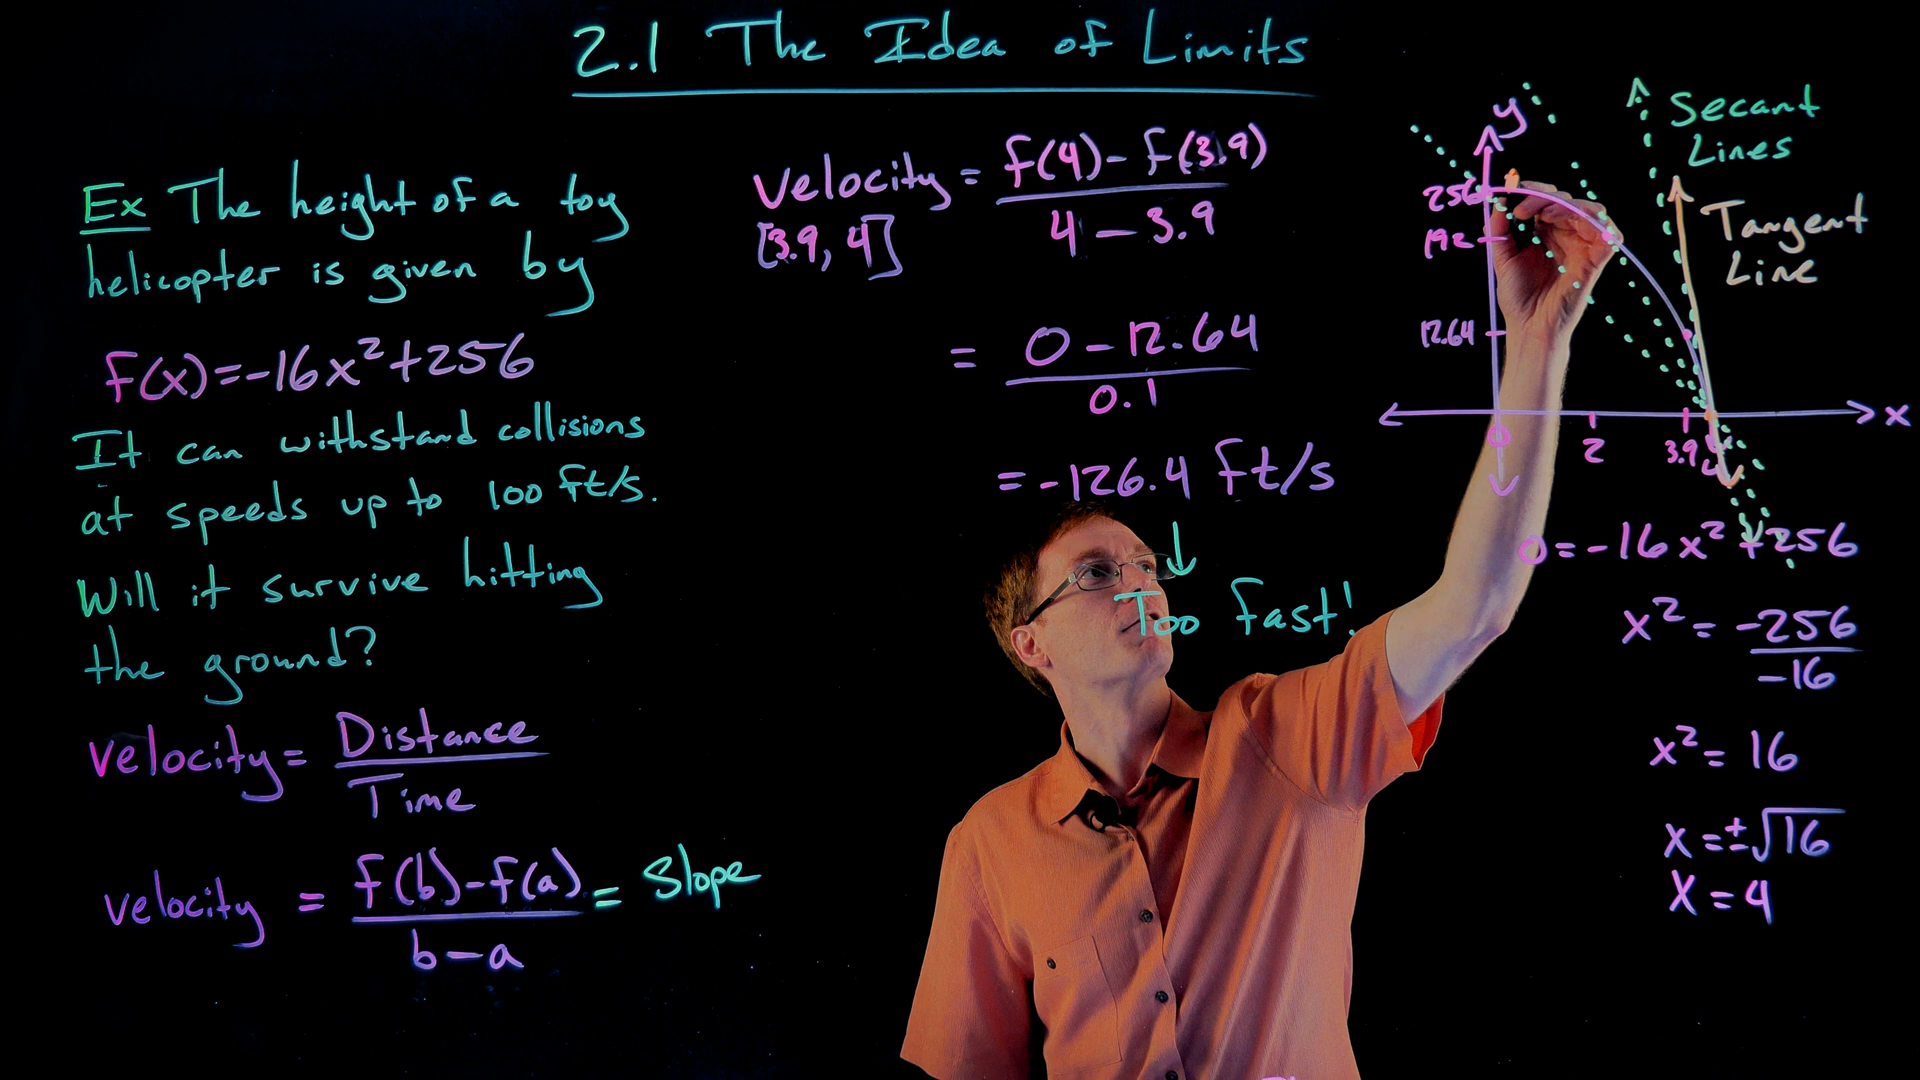 2.1 The Idea of Limits
Ex The height of a toy
helicopter is given by
f(x)=-16x²+256
It can withstand collisions
at speeds up to 100 ft/s.
Will it survive hitting
the ground?
velocity = Distance
Time
velocity = f(b)-f(a) = Slope
b-a
Velocity = f(4)-f(3.9)
[3.9, 4] 4-3.9
= 0-12.64
0.1
= -126.4 ft/s
↓
Too fast!
y
256
192
12.64
0 2 3.9 4
x
Secant
Lines
Tangent
Line
0=-16x²+256
x²= -256
-16
x²= 16
x=±√16
x=4